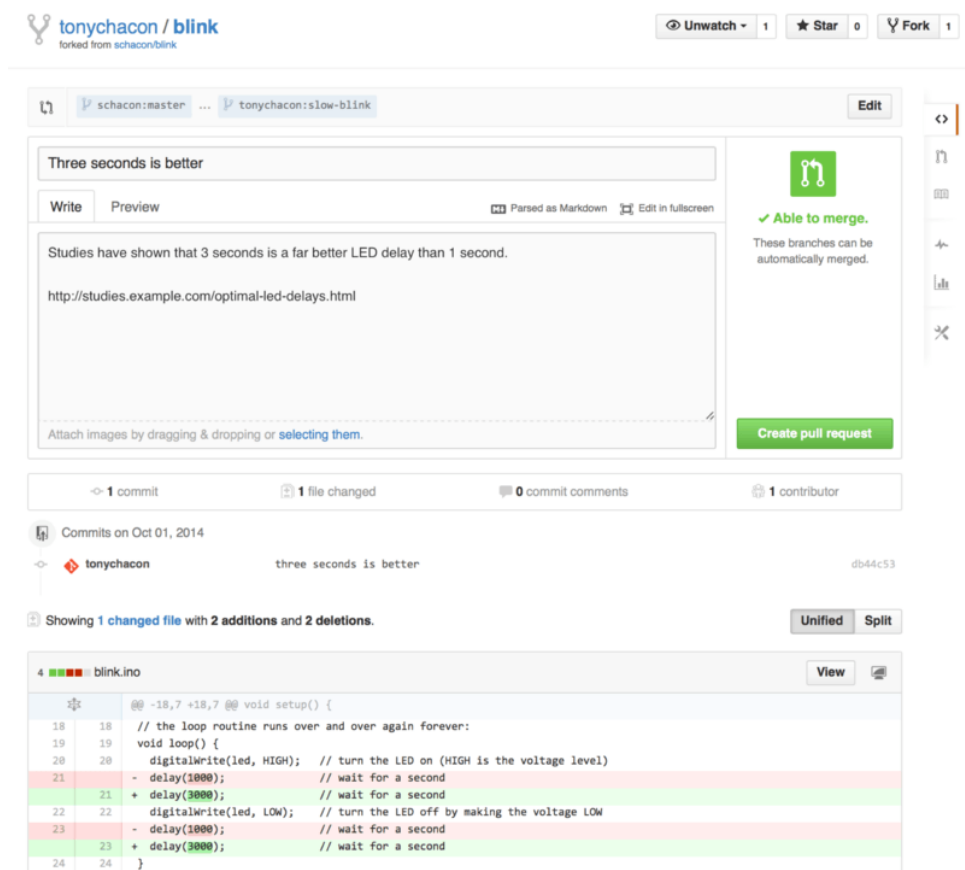 tonychacon / blink
forked from schacon/blink
Unwatch 1 Star 0 Fork 1
schacon:master ... tonychacon:slow-blink Edit
Three seconds is better
Write Preview Parsed as Markdown Edit in fullscreen
Studies have shown that 3 seconds is a far better LED delay than 1 second.
http://studies.example.com/optimal-led-delays.html
Attach images by dragging & dropping or selecting them.
✓ Able to merge.
These branches can be
automatically merged.
Create pull request
1 commit 1 file changed 0 commit comments 1 contributor
Commits on Oct 01, 2014
tonychacon three seconds is better db44c53
Showing 1 changed file with 2 additions and 2 deletions. Unified Split
4 blink.ino View
@@ -18,7 +18,7 @@ void setup() {
18 18 // the loop routine runs over and over again forever:
19 19 void loop() {
20 20 digitalWrite(led, HIGH); // turn the LED on (HIGH is the voltage level)
21 - delay(1000); // wait for a second
21 + delay(3000); // wait for a second
22 22 digitalWrite(led, LOW); // turn the LED off by making the voltage LOW
23 - delay(1000); // wait for a second
23 + delay(3000); // wait for a second
24 24 }